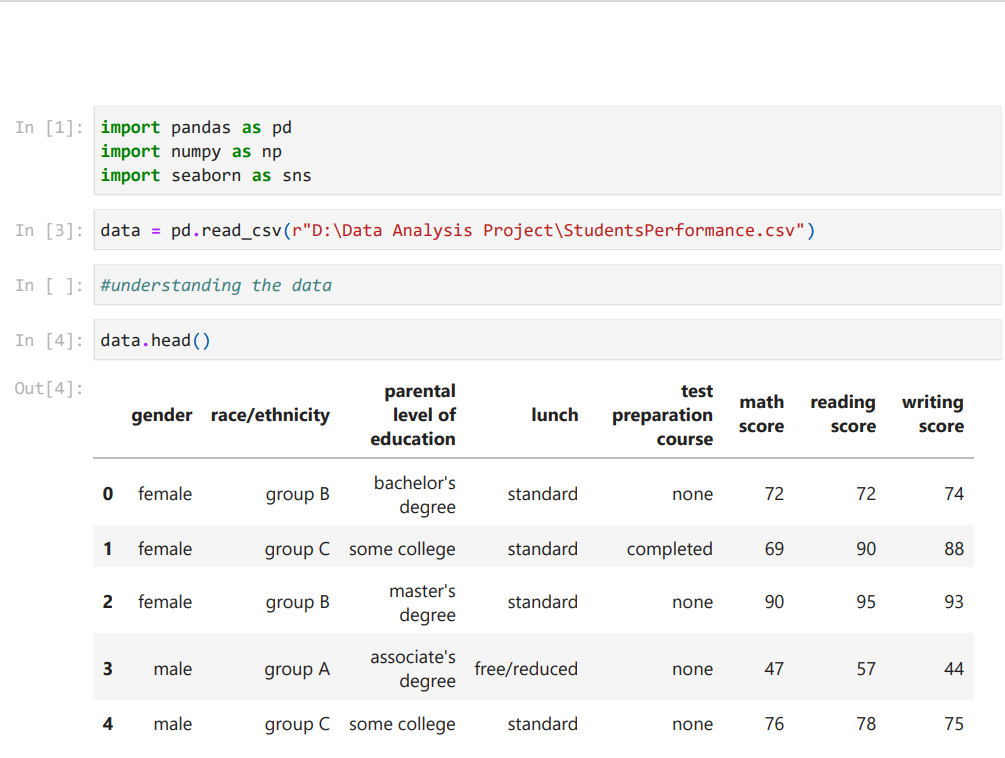 In [1]:
import pandas as pd
import numpy as np
import seaborn as sns
In [3]:
data = pd.read_csv(r"D:\Data Analysis Project\StudentsPerformance.csv")
In [ ]:
#understanding the data
In [4]:
data.head()
Out[4]:
gender race/ethnicity parental level of education lunch test preparation course math score reading score writing score
0 female group B bachelor's degree standard none 72 72 74
1 female group C some college standard completed 69 90 88
2 female group B master's degree standard none 90 95 93
3 male group A associate's degree free/reduced none 47 57 44
4 male group C some college standard none 76 78 75